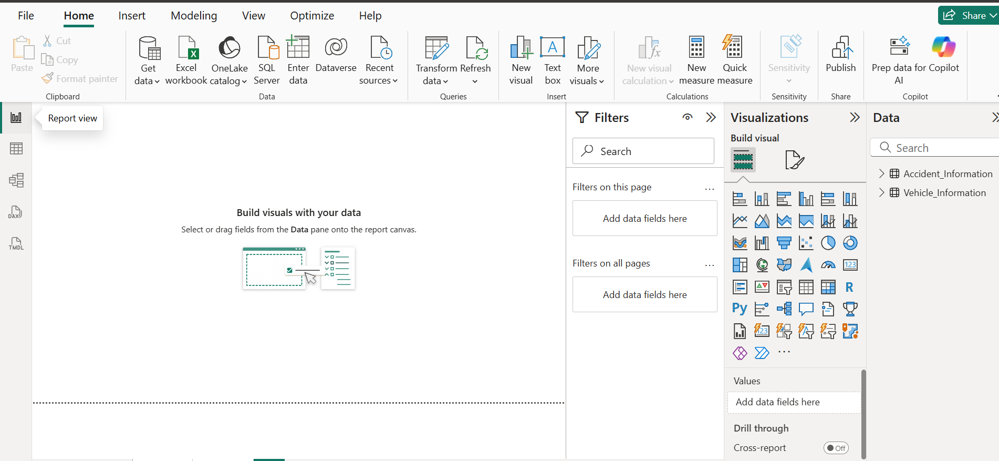 File Home Insert Modeling View Optimize Help
Share
Paste
Cut
Copy
Format painter
Clipboard
Get
data
Excel
workbook
OneLake
catalog
SQL
Server
Enter
data
Dataverse
Recent
sources
Data
Transform
data
Refresh
Queries
New
visual
Text
box
More
visuals
Insert
New visual
calculation
New
measure
Quick
measure
Calculations
Sensitivity
Sensitivity
Publish
Share
Prep data for
AI
Copilot
Copilot
Report view
DAX
TMDL
Build visuals with your data
Select or drag fields from the Data pane onto the report canvas.
Filters
Search
Filters on this page
...
Add data fields here
Filters on all pages
...
Add data fields here
Visualizations
Build visual
123
R
Py
123
A
...
Values
Add data fields here
Drill through
Cross-report
Off
Data
Search
Accident_Information
Vehicle_Information